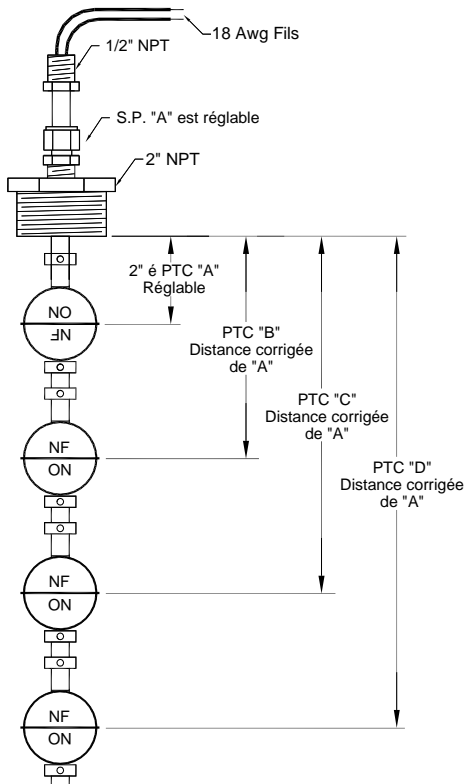 18 Awg Fils
1/2" NPT
S.P. "A" est réglable
2" NPT
2" é PTC "A"
Réglable
ON
NF
PTC "B"
Distance corrigée
de "A"
PTC "C"
Distance corrigée
de "A"
PTC "D"
Distance corrigée
de "A"
NF
ON
NF
ON
NF
ON